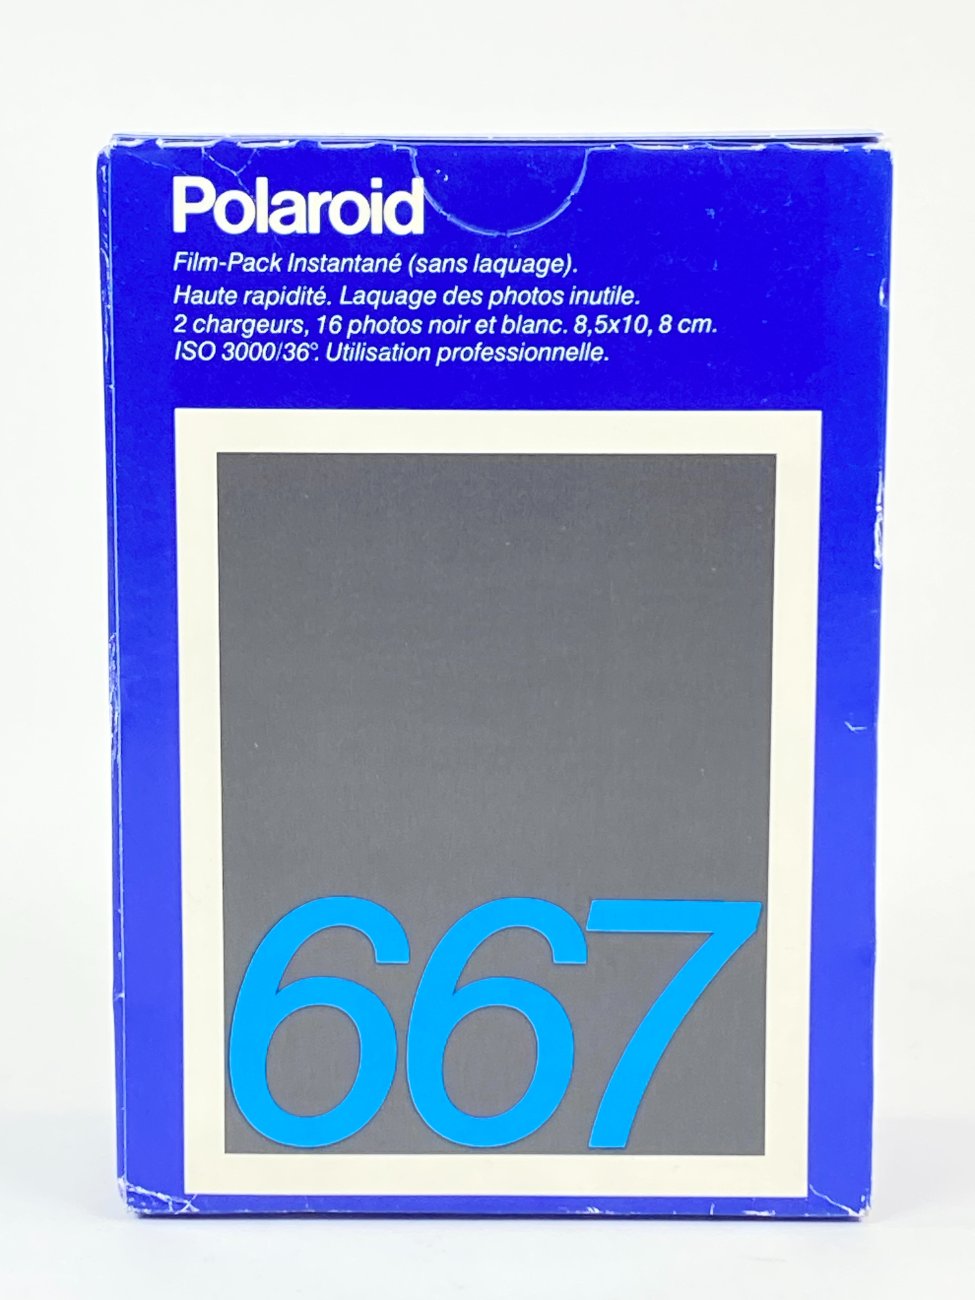 Polaroid
Film-Pack Instantané (sans laquage).
Haute rapidité. Laquage des photos inutile.
2 chargeurs, 16 photos noir et blanc. 8,5x10, 8 cm.
ISO 3000/36°. Utilisation professionnelle.
667